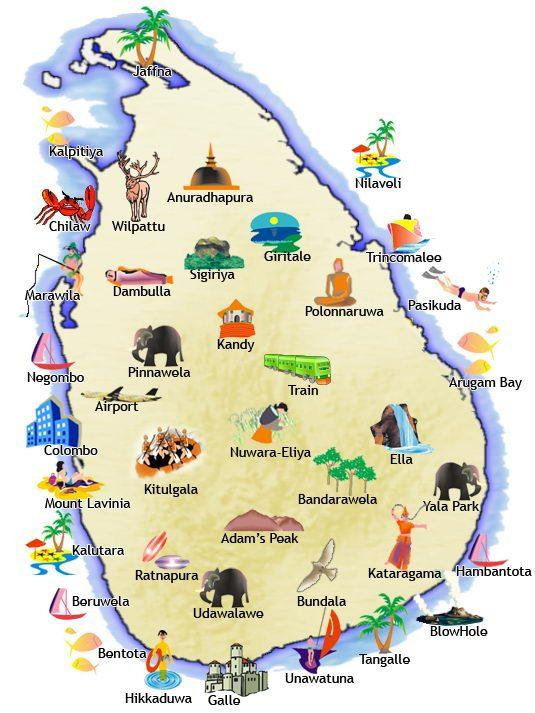 Jaffna
Kalpitiya
Nilaveli
Anuradhapura
Chilaw
Wilpattu
Giritale
Trincomalee
Sigiriya
Dambulla
Marawila
Polonnaruwa
Pasikuda
Kandy
Pinnawela
Negombo
Train
Arugam Bay
Airport
Colombo
Nuwara-Eliya
Ella
Kitulgala
Bandarawela
Mount Lavinia
Yala Park
Adam's Peak
Kalutara
Ratnapura
Kataragama
Hambantota
Beruwela
Udawalawe
Bundala
BlowHole
Bentota
Tangalle
Unawatuna
Hikkaduwa
Galle